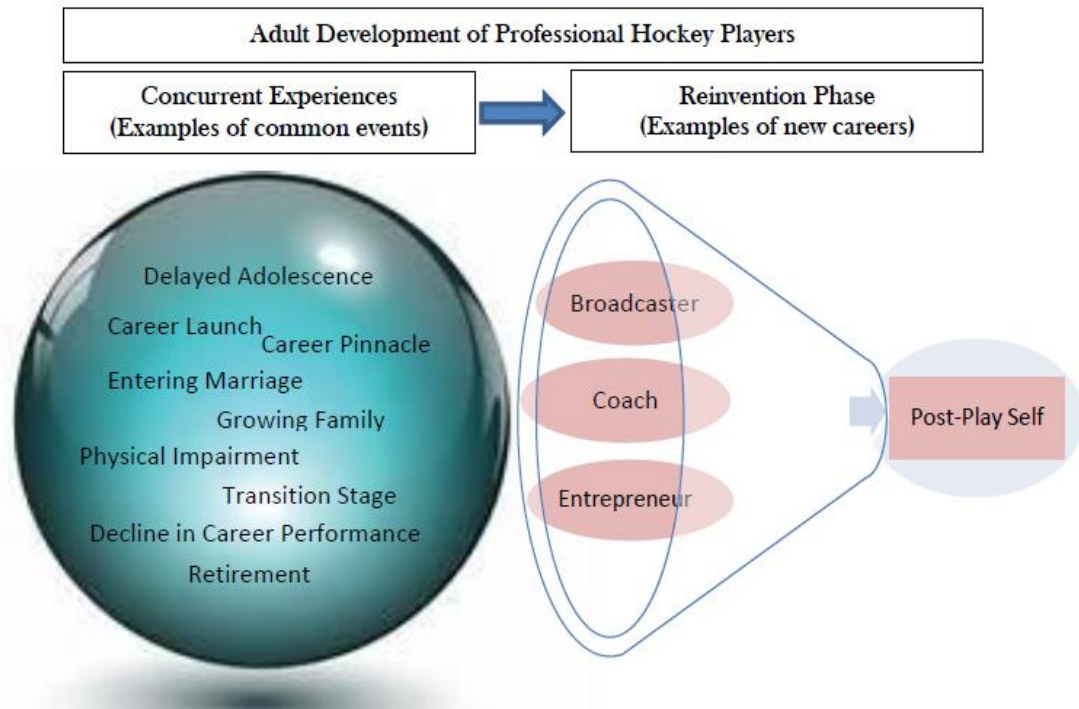 Adult Development of Professional Hockey Players
Concurrent Experiences
(Examples of common events)
Reinvention Phase
(Examples of new careers)
Delayed Adolescence
Career Launch
Career Pinnacle
Entering Marriage
Growing Family
Physical Impairment
Transition Stage
Decline in Career Performance
Retirement
Broadcaster
Coach
Entrepreneur
Post-Play Self